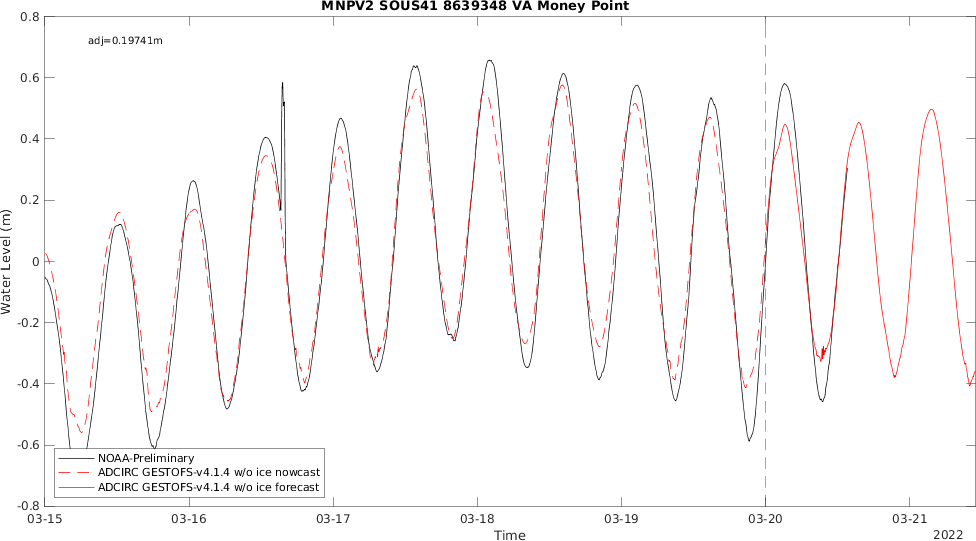 MNPV2 SOUS41 8639348 VA Money Point
adj=0.19741m
0.8
0.6
0.4
0.2
0
-0.2
-0.4
-0.6
-0.8
Water Level (m)
NOAA-Preliminary
ADCIRC GESTOFS-v4.1.4 w/o ice nowcast
ADCIRC GESTOFS-v4.1.4 w/o ice forecast
03-15 03-16 03-17 03-18 03-19 03-20 03-21
Time
2022